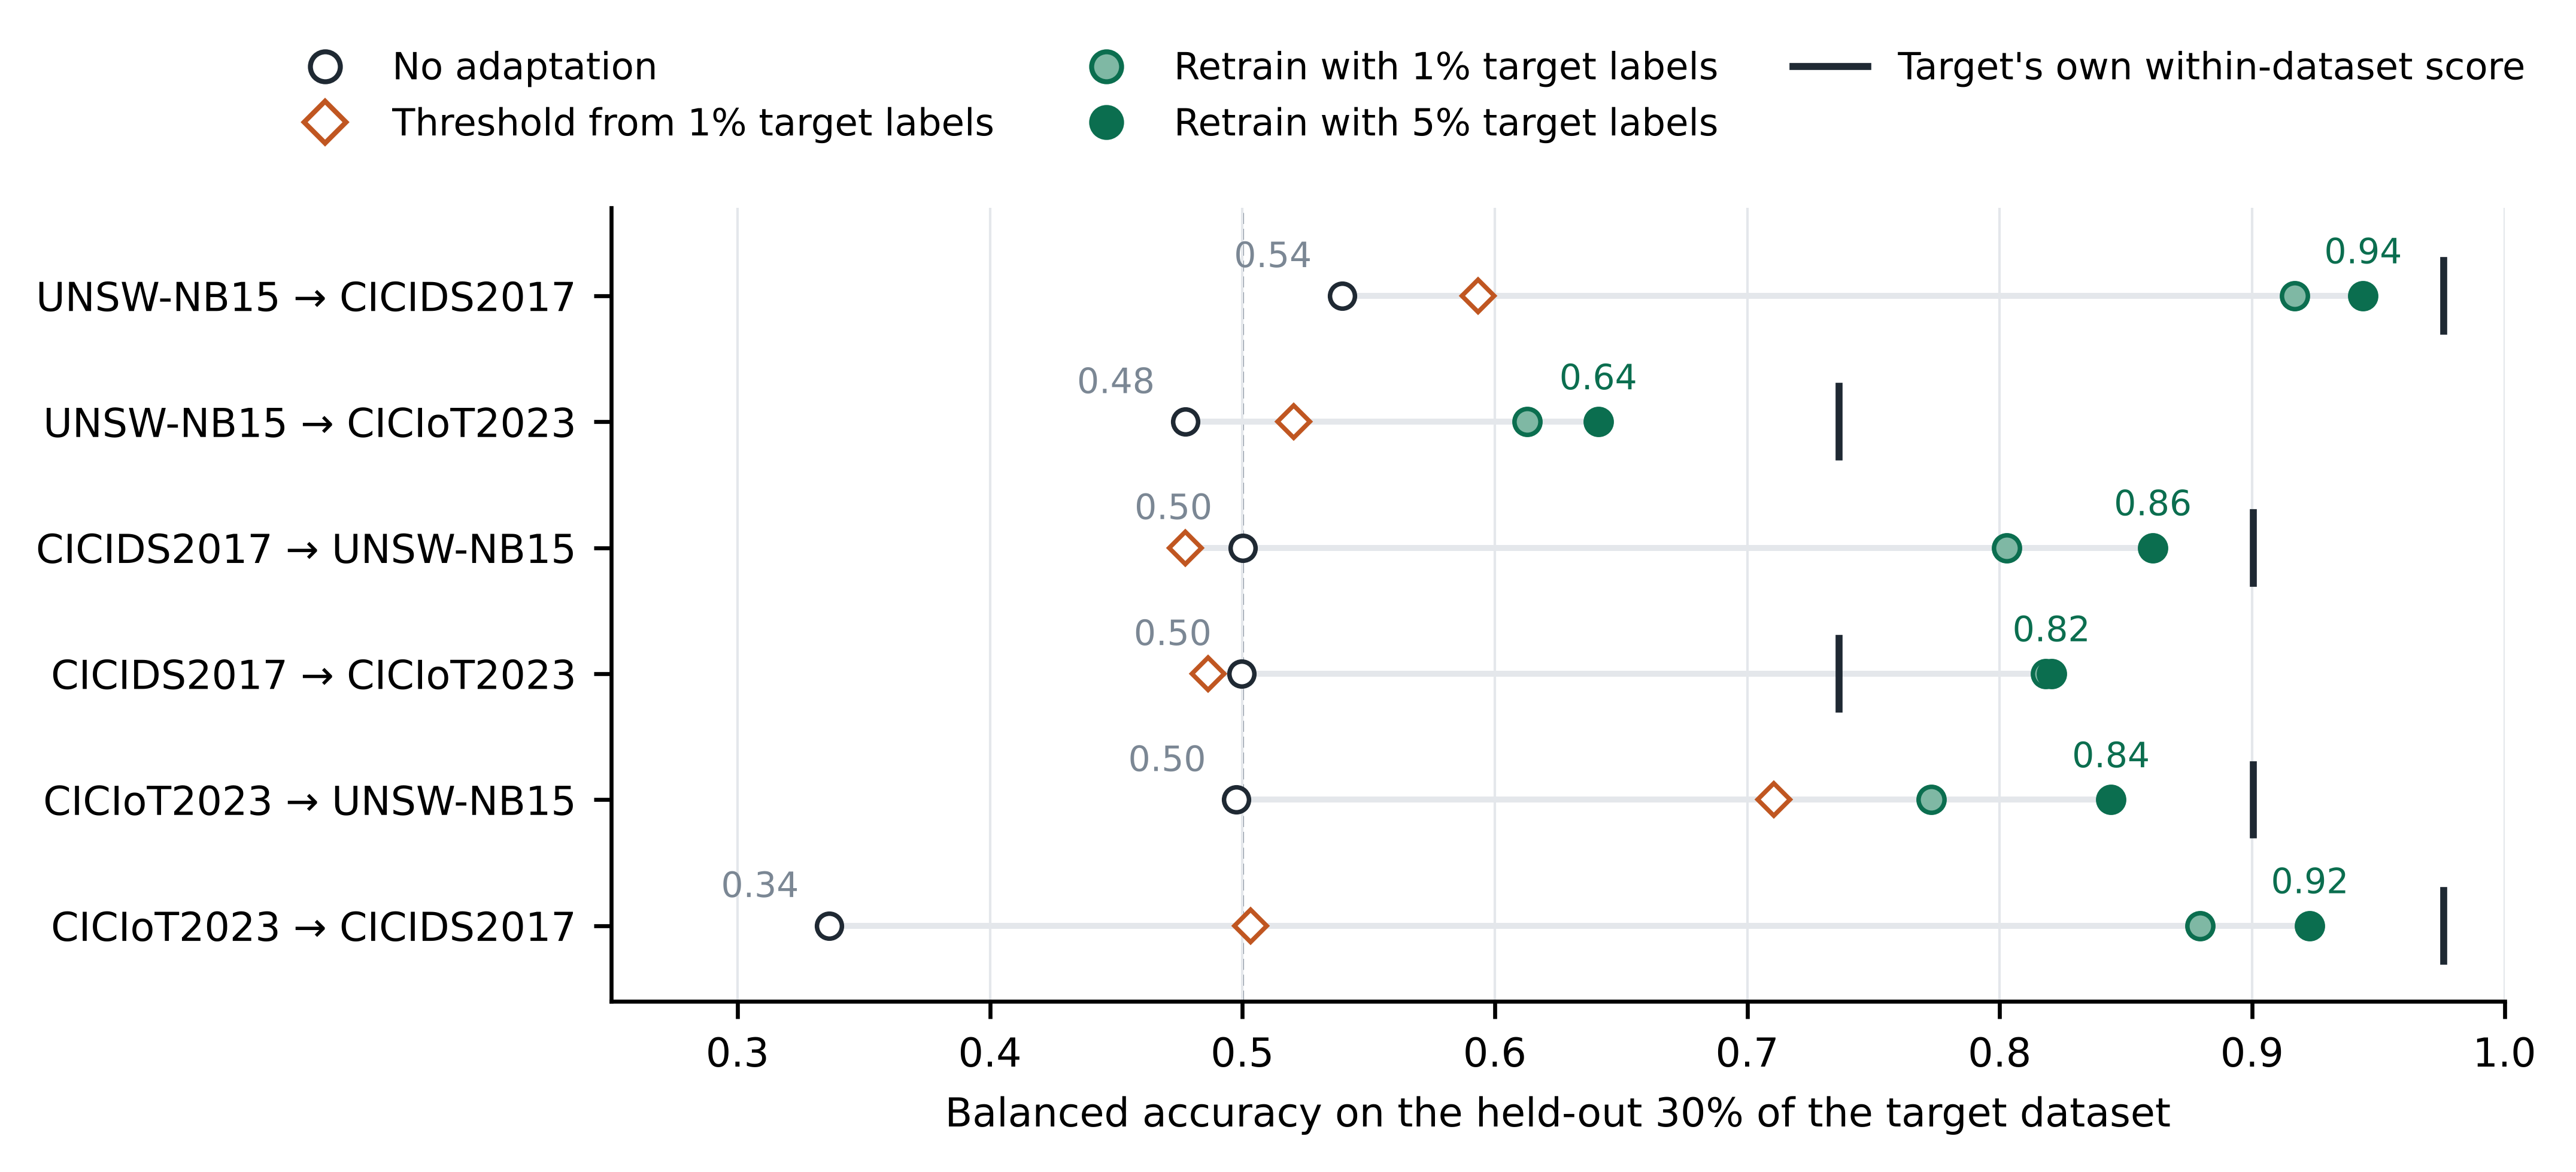 No adaptation
Threshold from 1% target labels
Retrain with 1% target labels
Retrain with 5% target labels
Target's own within-dataset score
UNSW-NB15 → CICIDS2017
0.54
0.94
UNSW-NB15 → CICIoT2023
0.48
0.64
CICIDS2017 → UNSW-NB15
0.50
0.86
CICIDS2017 → CICIoT2023
0.50
0.82
CICIoT2023 → UNSW-NB15
0.50
0.84
CICIoT2023 → CICIDS2017
0.34
0.92
0.3 0.4 0.5 0.6 0.7 0.8 0.9 1.0
Balanced accuracy on the held-out 30% of the target dataset